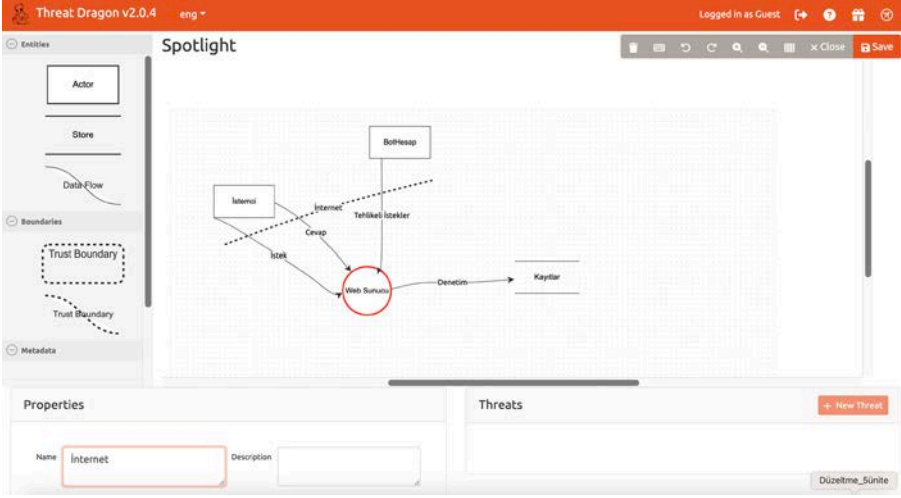 Threat Dragon v2.0.4 eng Logged in as Guest
Entities
Spotlight
Close Save
Actor
Store
Data Flow
Boundaries
Trust Boundary
Trust Boundary
Metadata
BotHesap
İstemci
İnternet
Tehlikeli İstekler
Cevap
İstek
Web Sunucu
Denetim
Kayıtlar
Properties
Threats
+ New Threat
Name
İnternet
Description
Düzeltme_5ünite